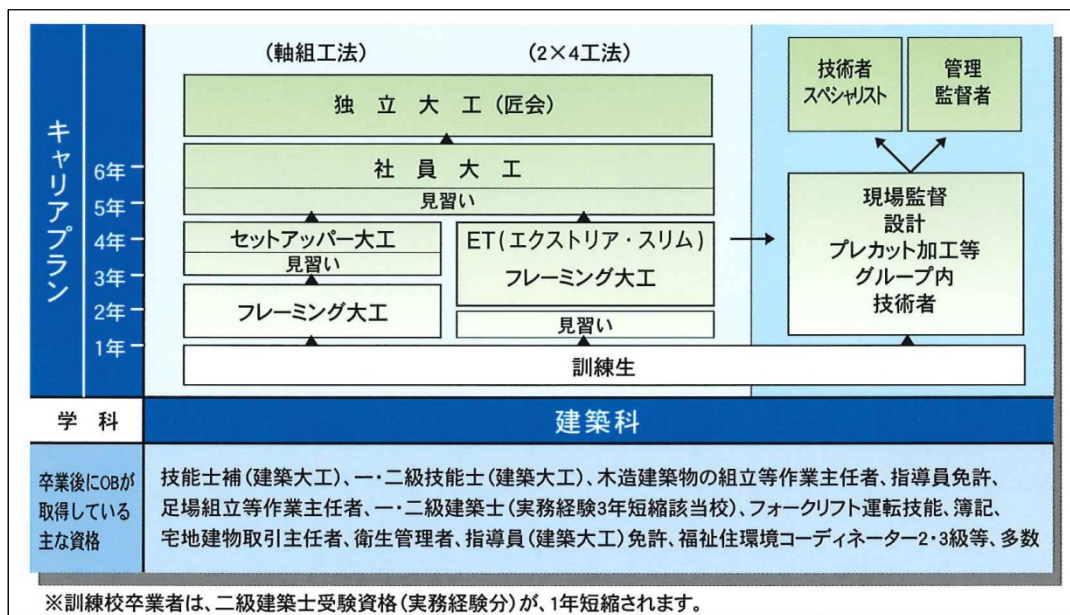 キャリアプラン
6年
5年
4年
3年
2年
1年
(軸組工法)
(2×4工法)
独立大工(匠会)
社員大工
見習い
セットアッパー大工
見習い
フレーミング大工
ET(エクストリア・スリム)
フレーミング大工
見習い
訓練生
技術者
スペシャリスト
管理
監督者
現場監督
設計
プレカット加工等
グループ内
技術者
学科
建築科
卒業後にOBが
取得している
主な資格
技能士補(建築大工)、一・二級技能士(建築大工)、木造建築物の組立等作業主任者、指導員免許、
足場組立等作業主任者、一・二級建築士(実務経験3年短縮該当校)、フォークリフト運転技能、簿記、
宅地建物取引主任者、衛生管理者、指導員(建築大工)免許、福祉住環境コーディネーター2・3級等、多数
※訓練校卒業者は、二級建築士受験資格(実務経験分)が、1年短縮されます。